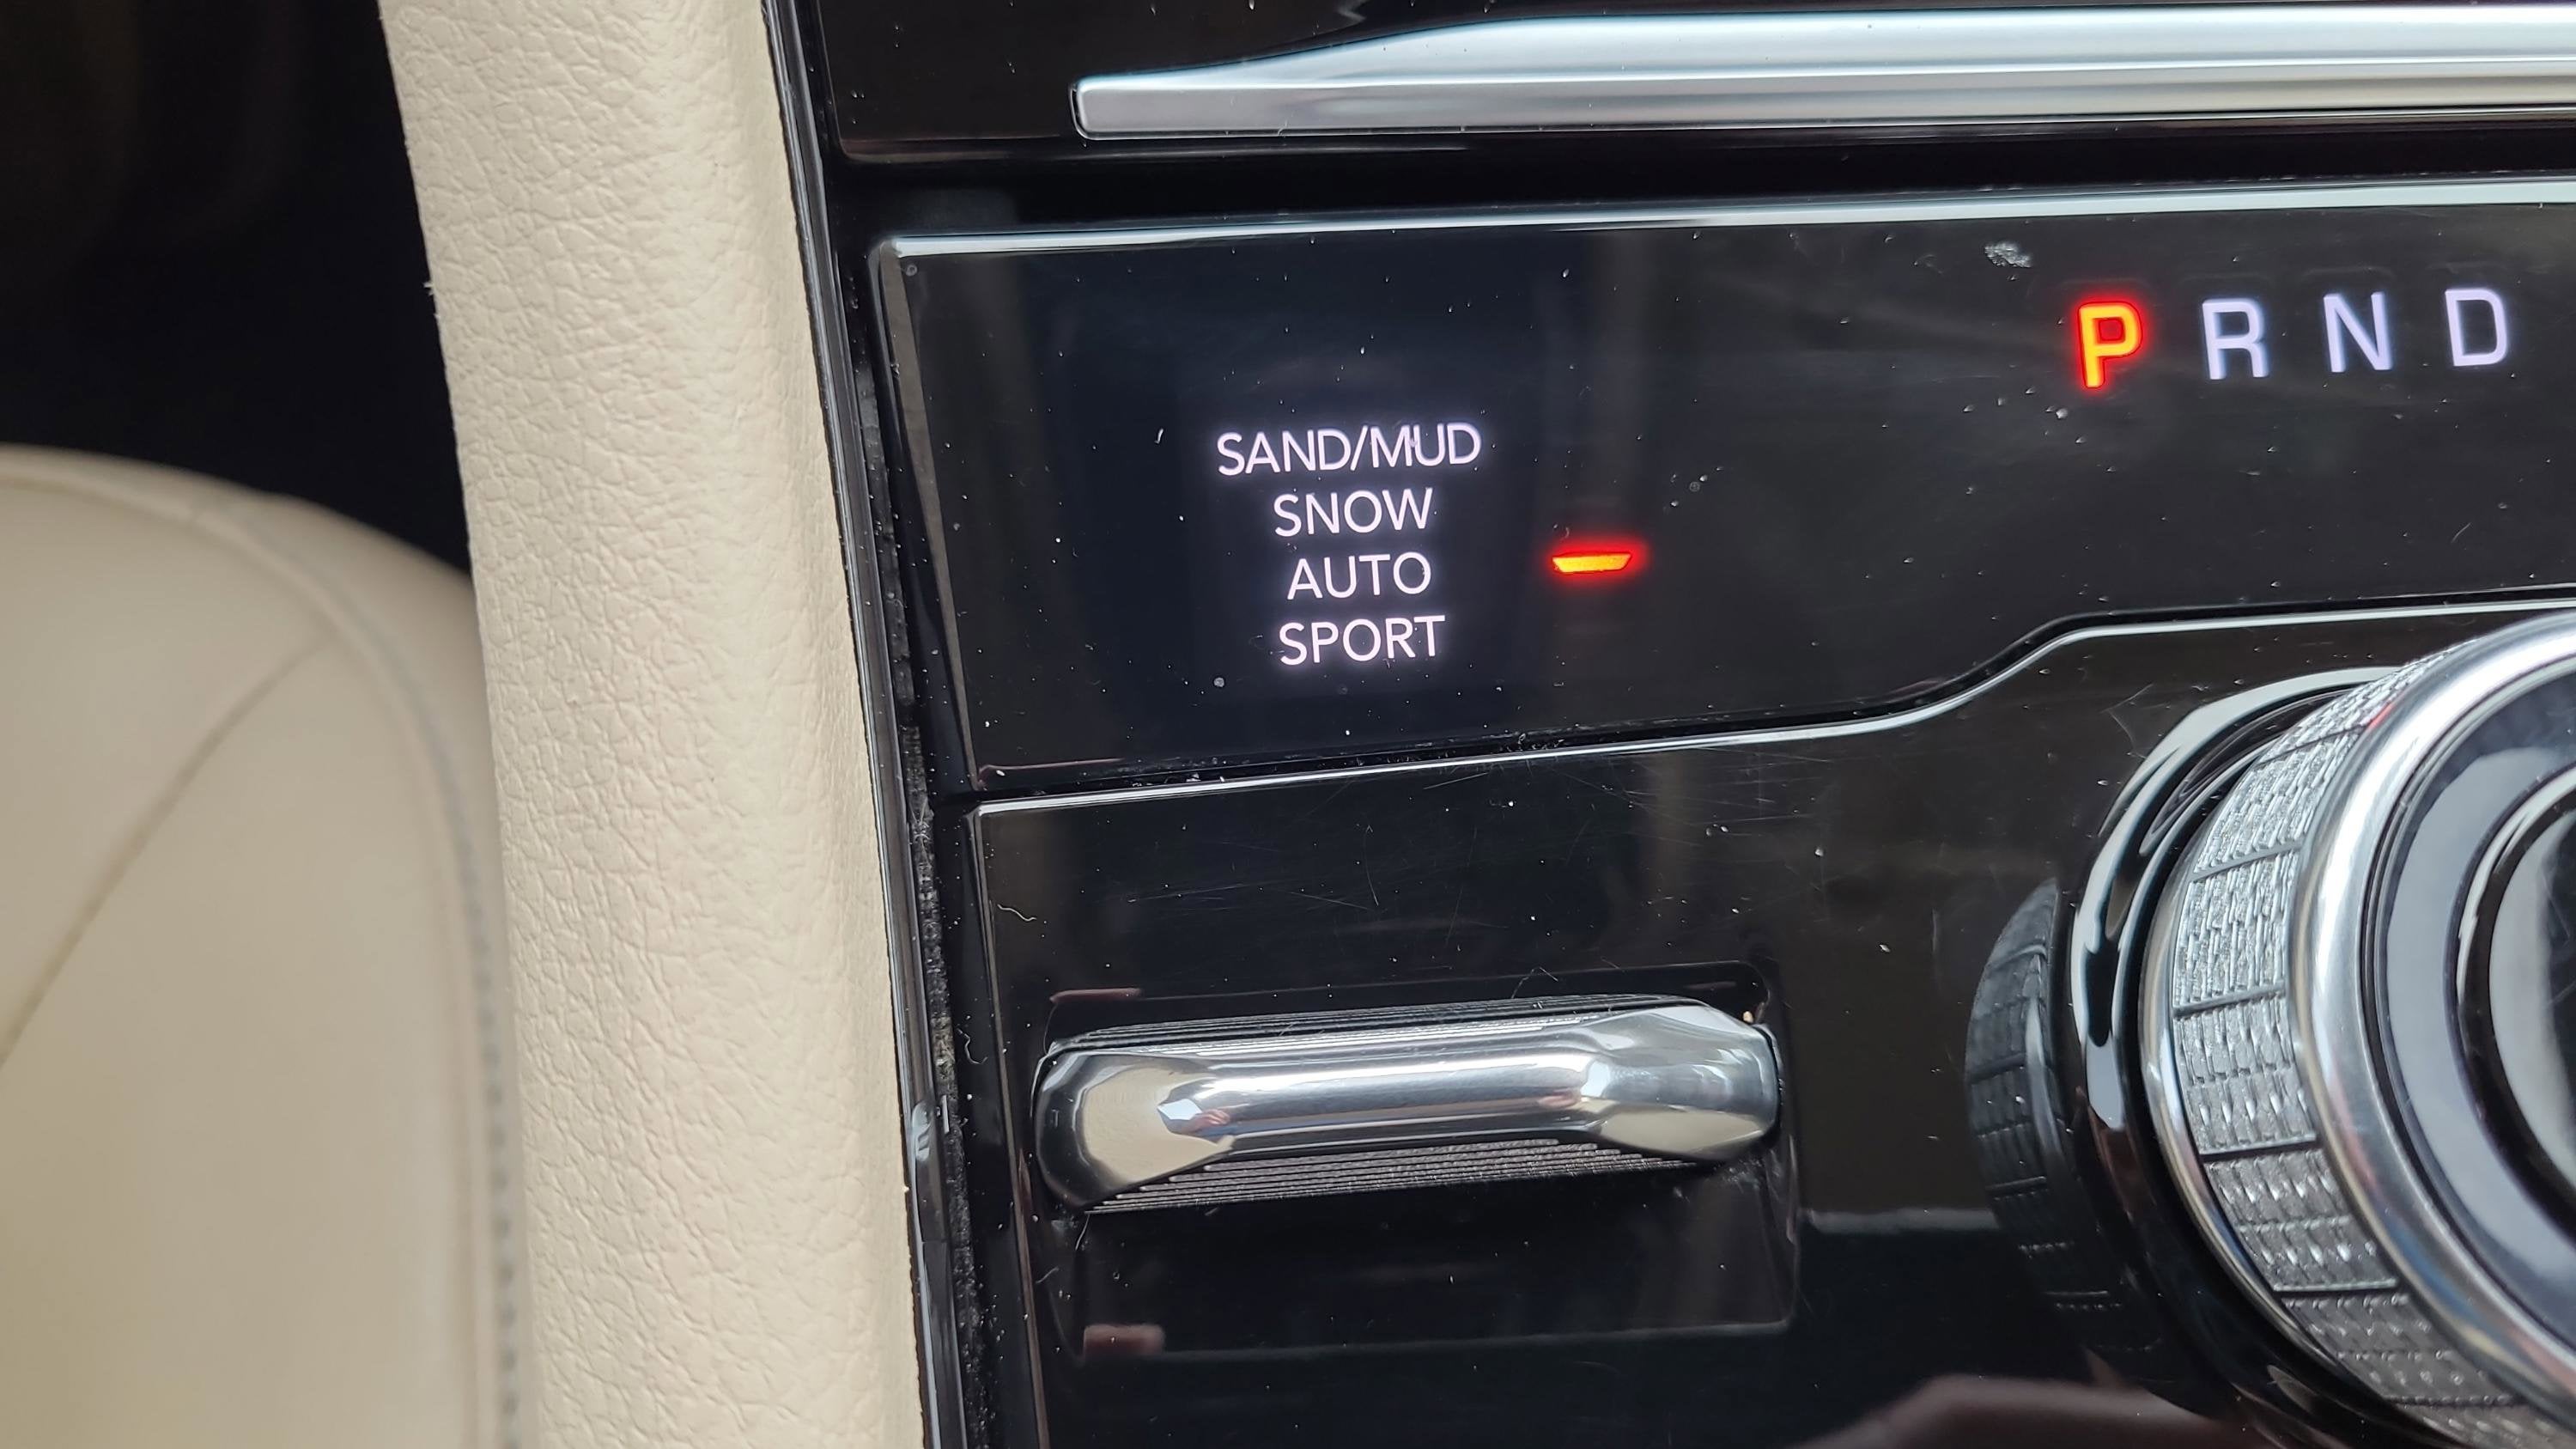 P R N D
SAND/MUD
SNOW
AUTO
SPORT